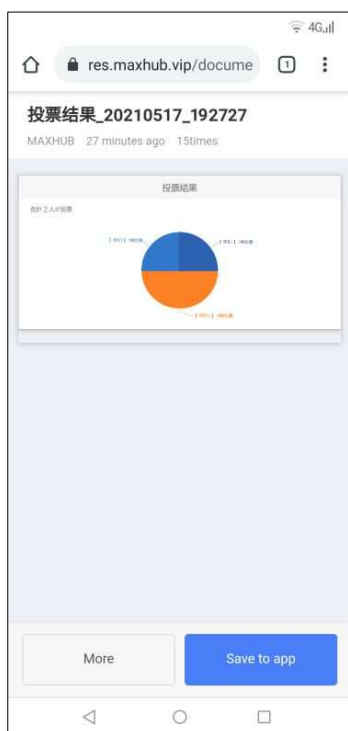 4G
res.maxhub.vip/docume
1
投票结果_20210517_192727
MAXHUB 27 minutes ago 15times
投票结果
More
Save to app